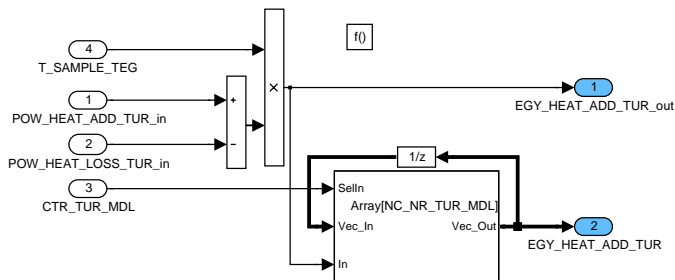 4
T_SAMPLE_TEG
f()
1
POW_HEAT_ADD_TUR_in
+
−
×
1
EGY_HEAT_ADD_TUR_out
2
POW_HEAT_LOSS_TUR_in
1/z
3
CTR_TUR_MDL
SelIn
Array[NC_NR_TUR_MDL]
Vec_In
Vec_Out
2
EGY_HEAT_ADD_TUR
In